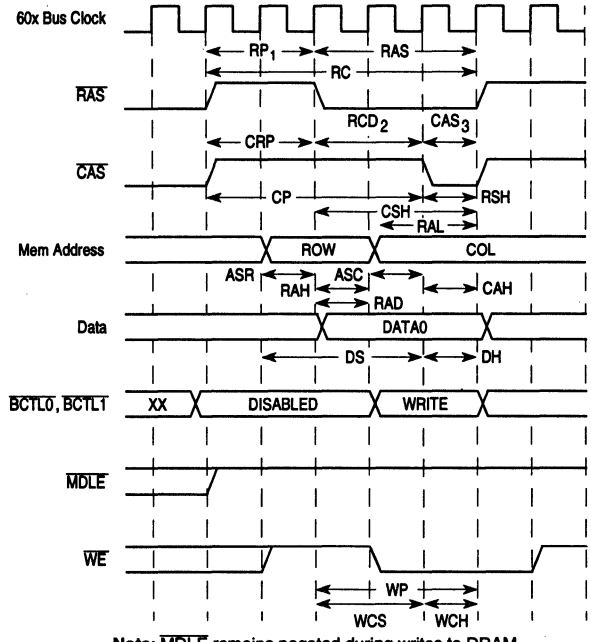 60x Bus Clock
RP1 RAS
RC
RAS
RCD2 CAS3
CRP
CAS
CP RSH
CSH
RAL
Mem Address ROW COL
ASR ASC
RAH CAH
RAD
Data DATA0
DS DH
BCTL0, BCTL1 XX DISABLED WRITE
MDLE
WE
WP
WCS WCH
Note: MDLE remains negated during writes to DRAM